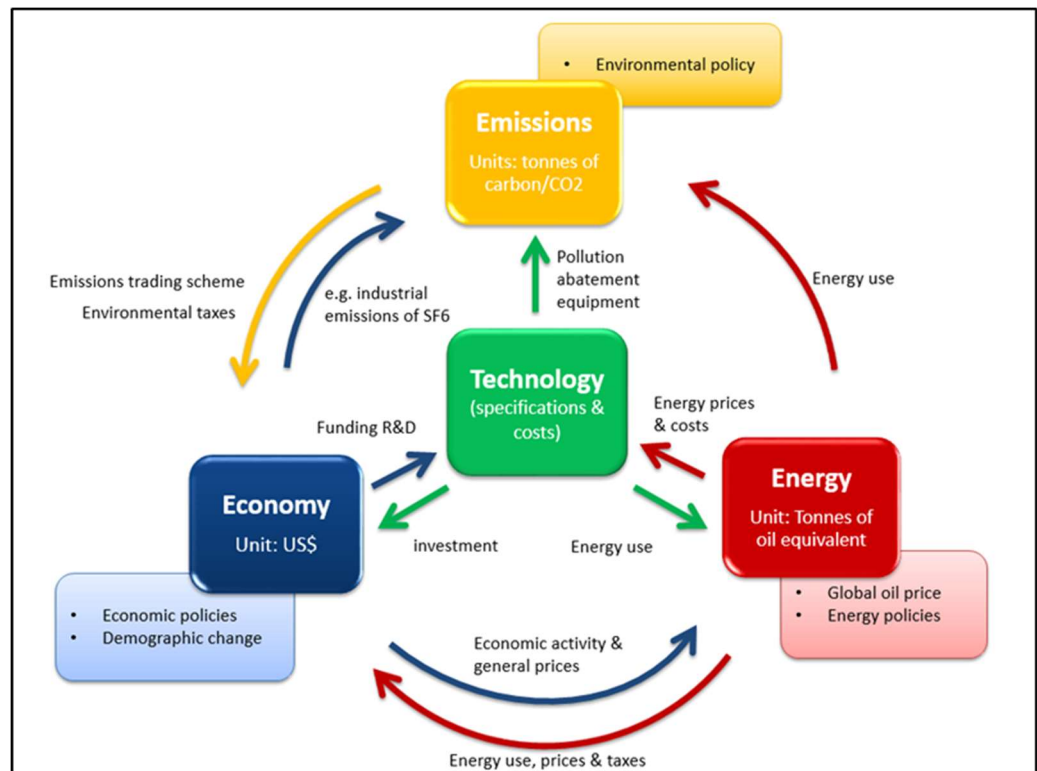 • Environmental policy
Emissions
Units: tonnes of
carbon/CO2
Emissions trading scheme
Environmental taxes
e.g. industrial
emissions of SF6
Pollution
abatement
equipment
Energy use
Technology
(specifications &
costs)
Funding R&D
Energy prices
& costs
Economy
Unit: US$
Energy
Unit: Tonnes of
oil equivalent
investment
Energy use
• Economic policies
• Demographic change
• Global oil price
• Energy policies
Economic activity &
general prices
Energy use, prices & taxes